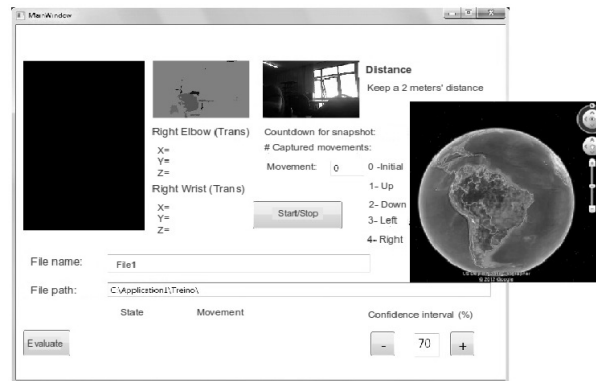 MainWindow
Distance
Keep a 2 meters' distance
Right Elbow (Trans)
X=
Y=
Z=
Right Wrist (Trans)
X=
Y=
Z=
Countdown for snapshot:
# Captured movements:
Movement: 0
0 -Initial
1- Up
2- Down
3- Left
4- Right
Start/Stop
File name: File1
File path: C:\Application1\Treino\
State Movement
Confidence interval (%)
Evaluate
- 70 +
© 2012 Google